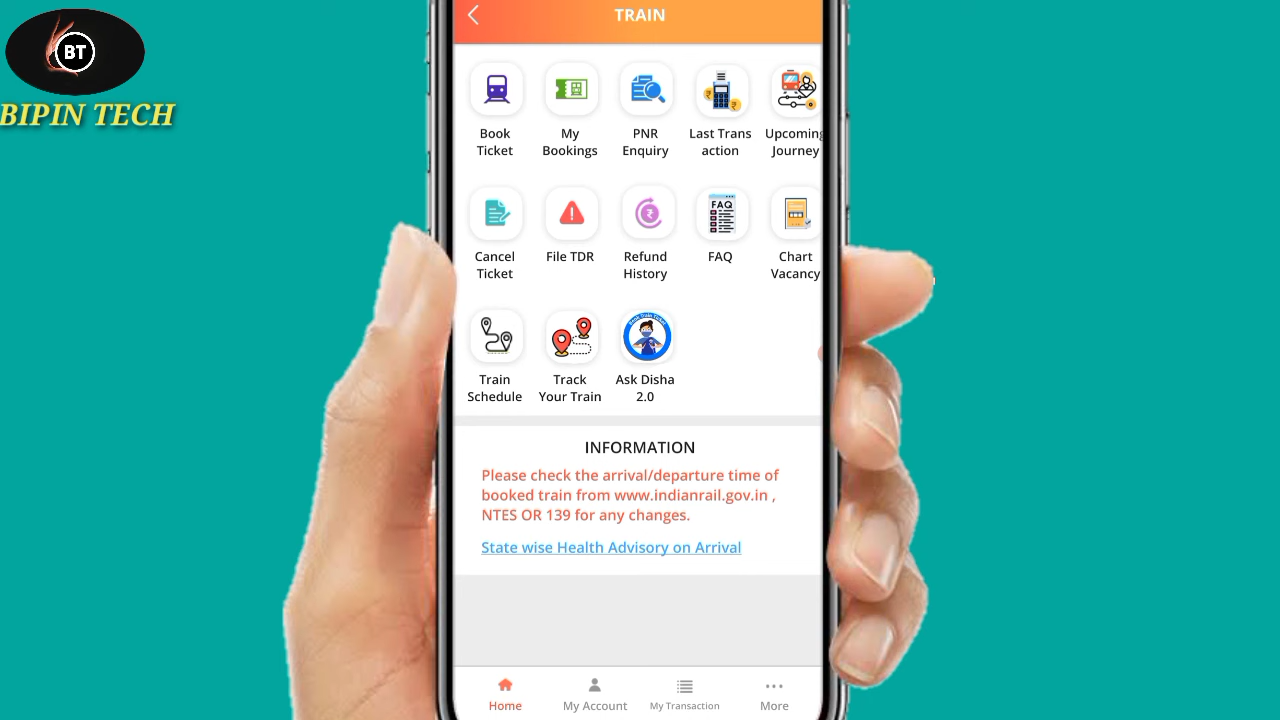 BT
BIPIN TECH
TRAIN
Book
Ticket
My
Bookings
PNR
Enquiry
Last Trans
action
Upcoming
Journey
Cancel
Ticket
File TDR
Refund
History
FAQ
FAQ
Chart
Vacancy
Train
Schedule
Track
Your Train
Ask Disha
2.0
INFORMATION
Please check the arrival/departure time of
booked train from www.indianrail.gov.in ,
NTES OR 139 for any changes.
State wise Health Advisory on Arrival
Home
My Account
My Transaction
More